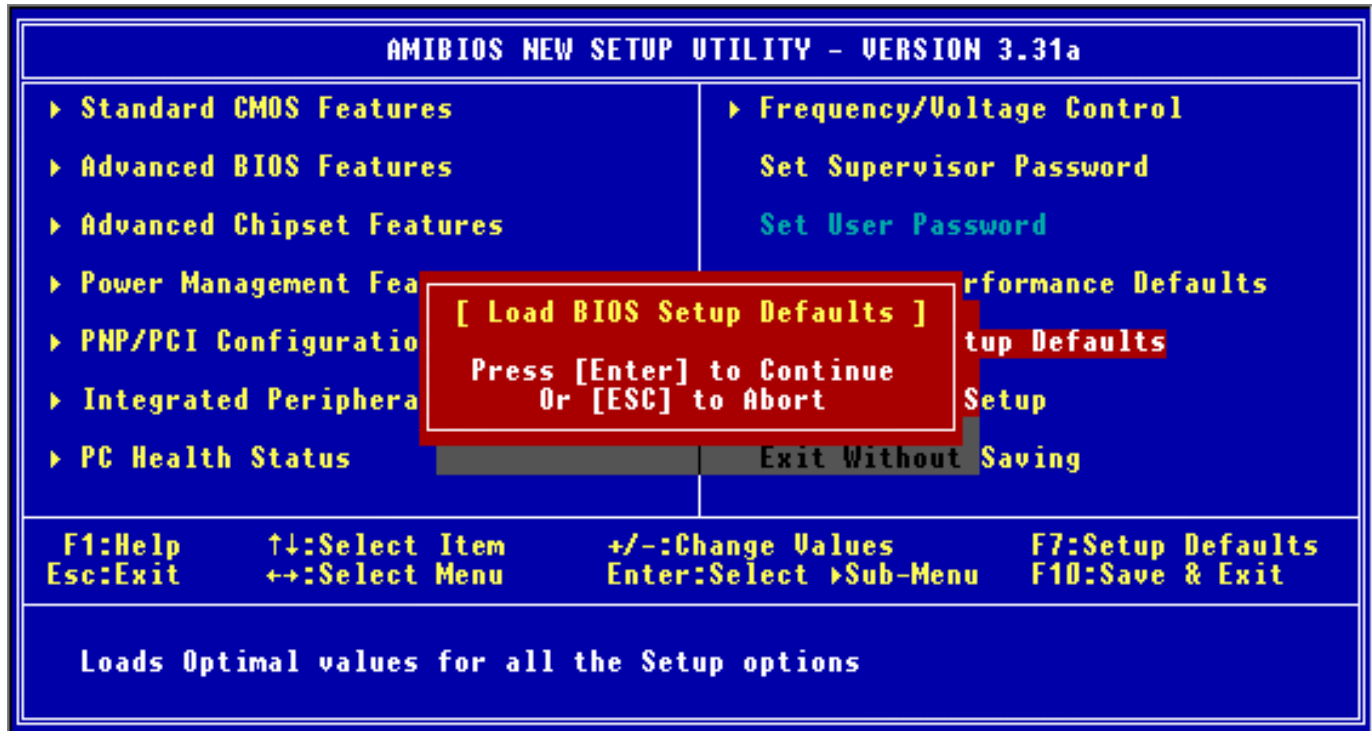 AMIBIOS NEW SETUP UTILITY - VERSION 3.31a
▸ Standard CMOS Features
▸ Advanced BIOS Features
▸ Advanced Chipset Features
▸ Power Management Fea
▸ PNP/PCI Configuratio
▸ Integrated Periphera
▸ PC Health Status
▸ Frequency/Voltage Control
Set Supervisor Password
Set User Password
rformance Defaults
tup Defaults
Setup
Exit Without Saving
[ Load BIOS Setup Defaults ]
Press [Enter] to Continue
Or [ESC] to Abort
F1:Help ↑↓:Select Item +/-:Change Values F7:Setup Defaults
Esc:Exit ←→:Select Menu Enter:Select ▸Sub-Menu F10:Save & Exit
Loads Optimal values for all the Setup options